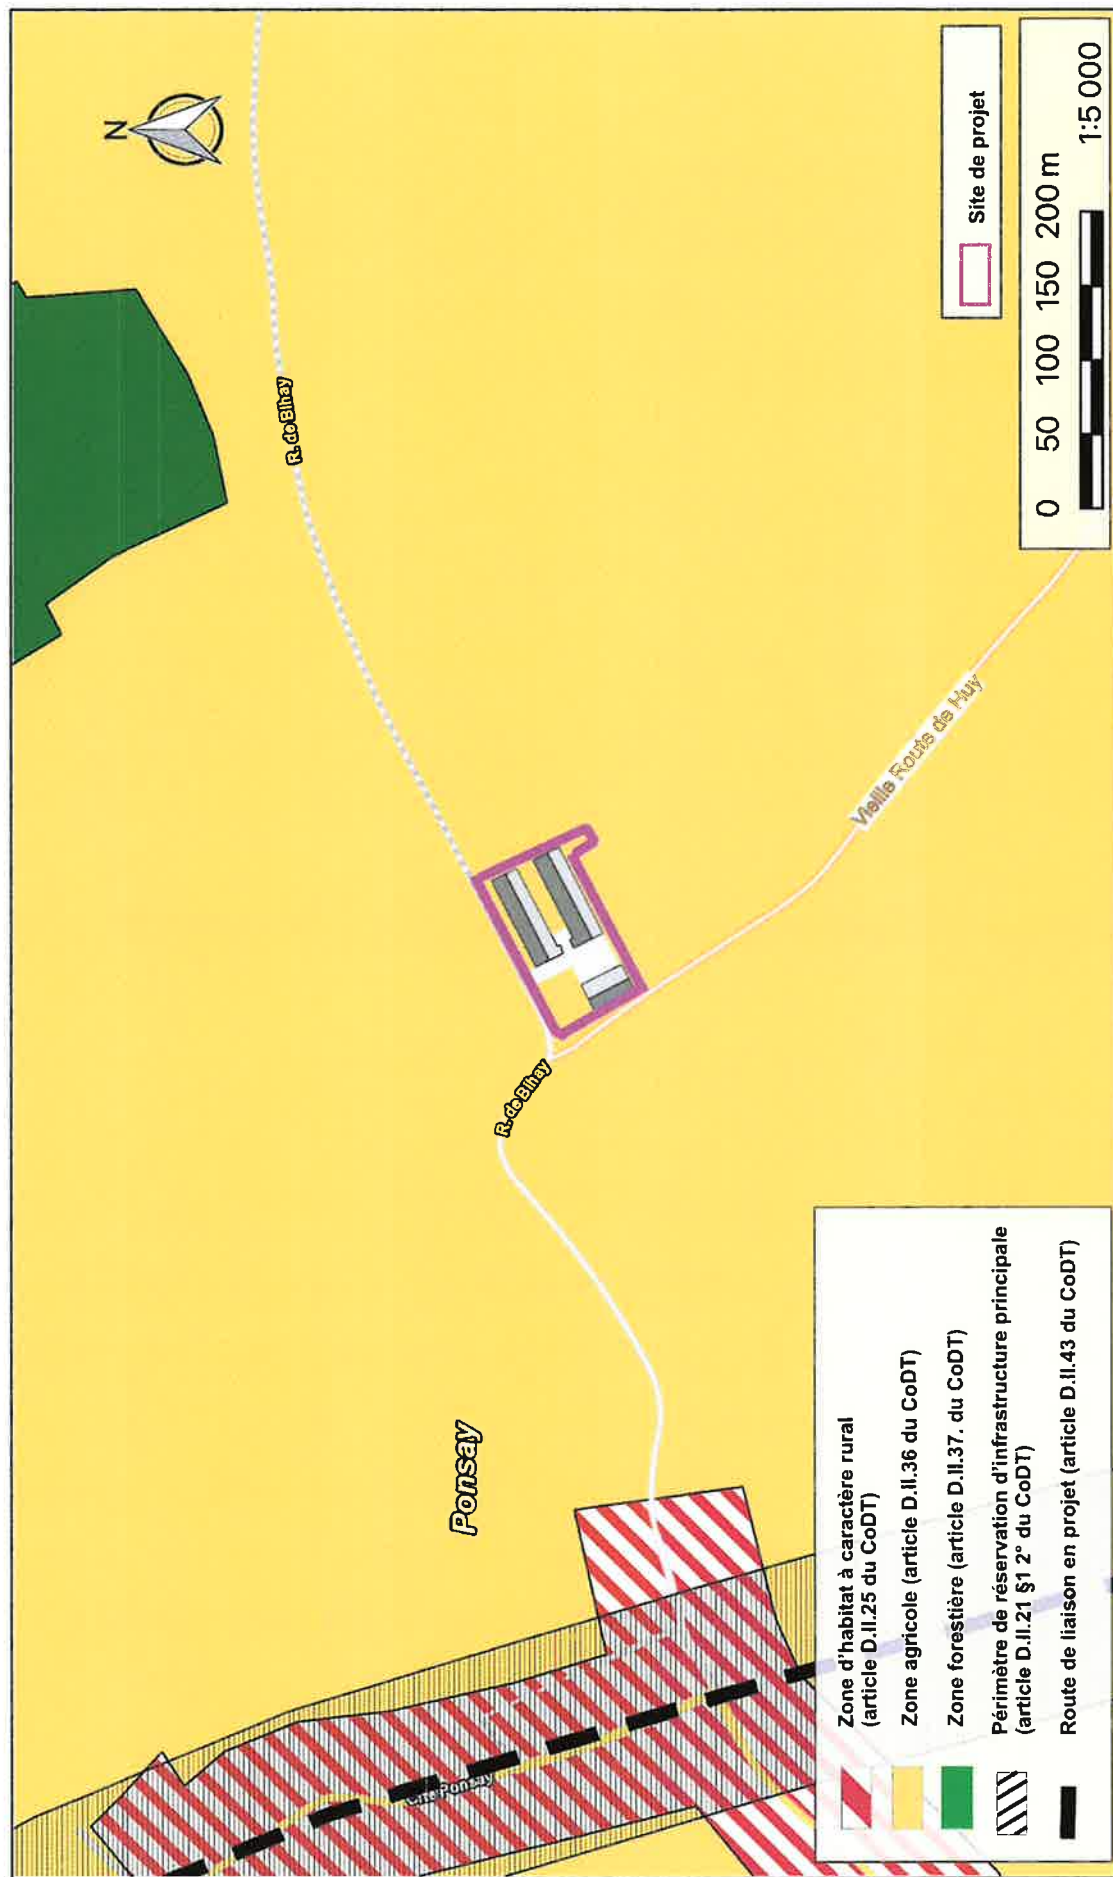 N
R. de Bihay
R. de Bihay
Ponsay
Vieille Route de Huy
Chê Ponsay
Zone d'habitat à caractère rural
(article D.II.25 du CoDT)
Zone agricole (article D.II.36 du CoDT)
Zone forestière (article D.II.37. du CoDT)
Périmètre de réservation d'infrastructure principale
(article D.II.21 §1 2° du CoDT)
Route de liaison en projet (article D.II.43 du CoDT)
Site de projet
0 50 100 150 200 m
1:5 000